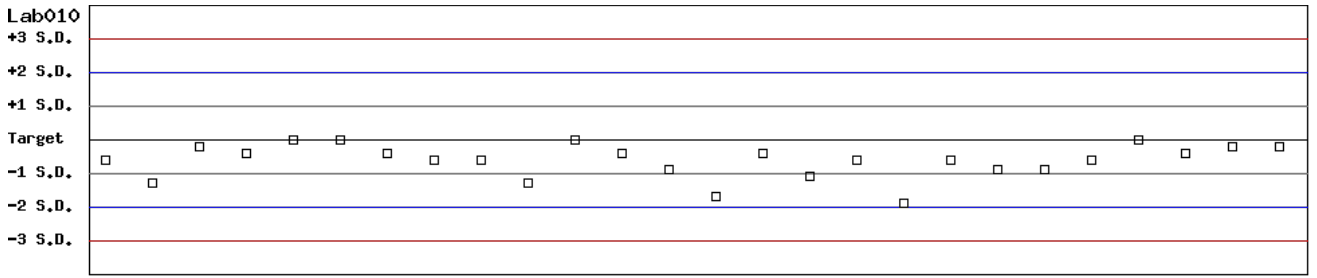 Lab010
+3 S.D.
+2 S.D.
+1 S.D.
Target
-1 S.D.
-2 S.D.
-3 S.D.